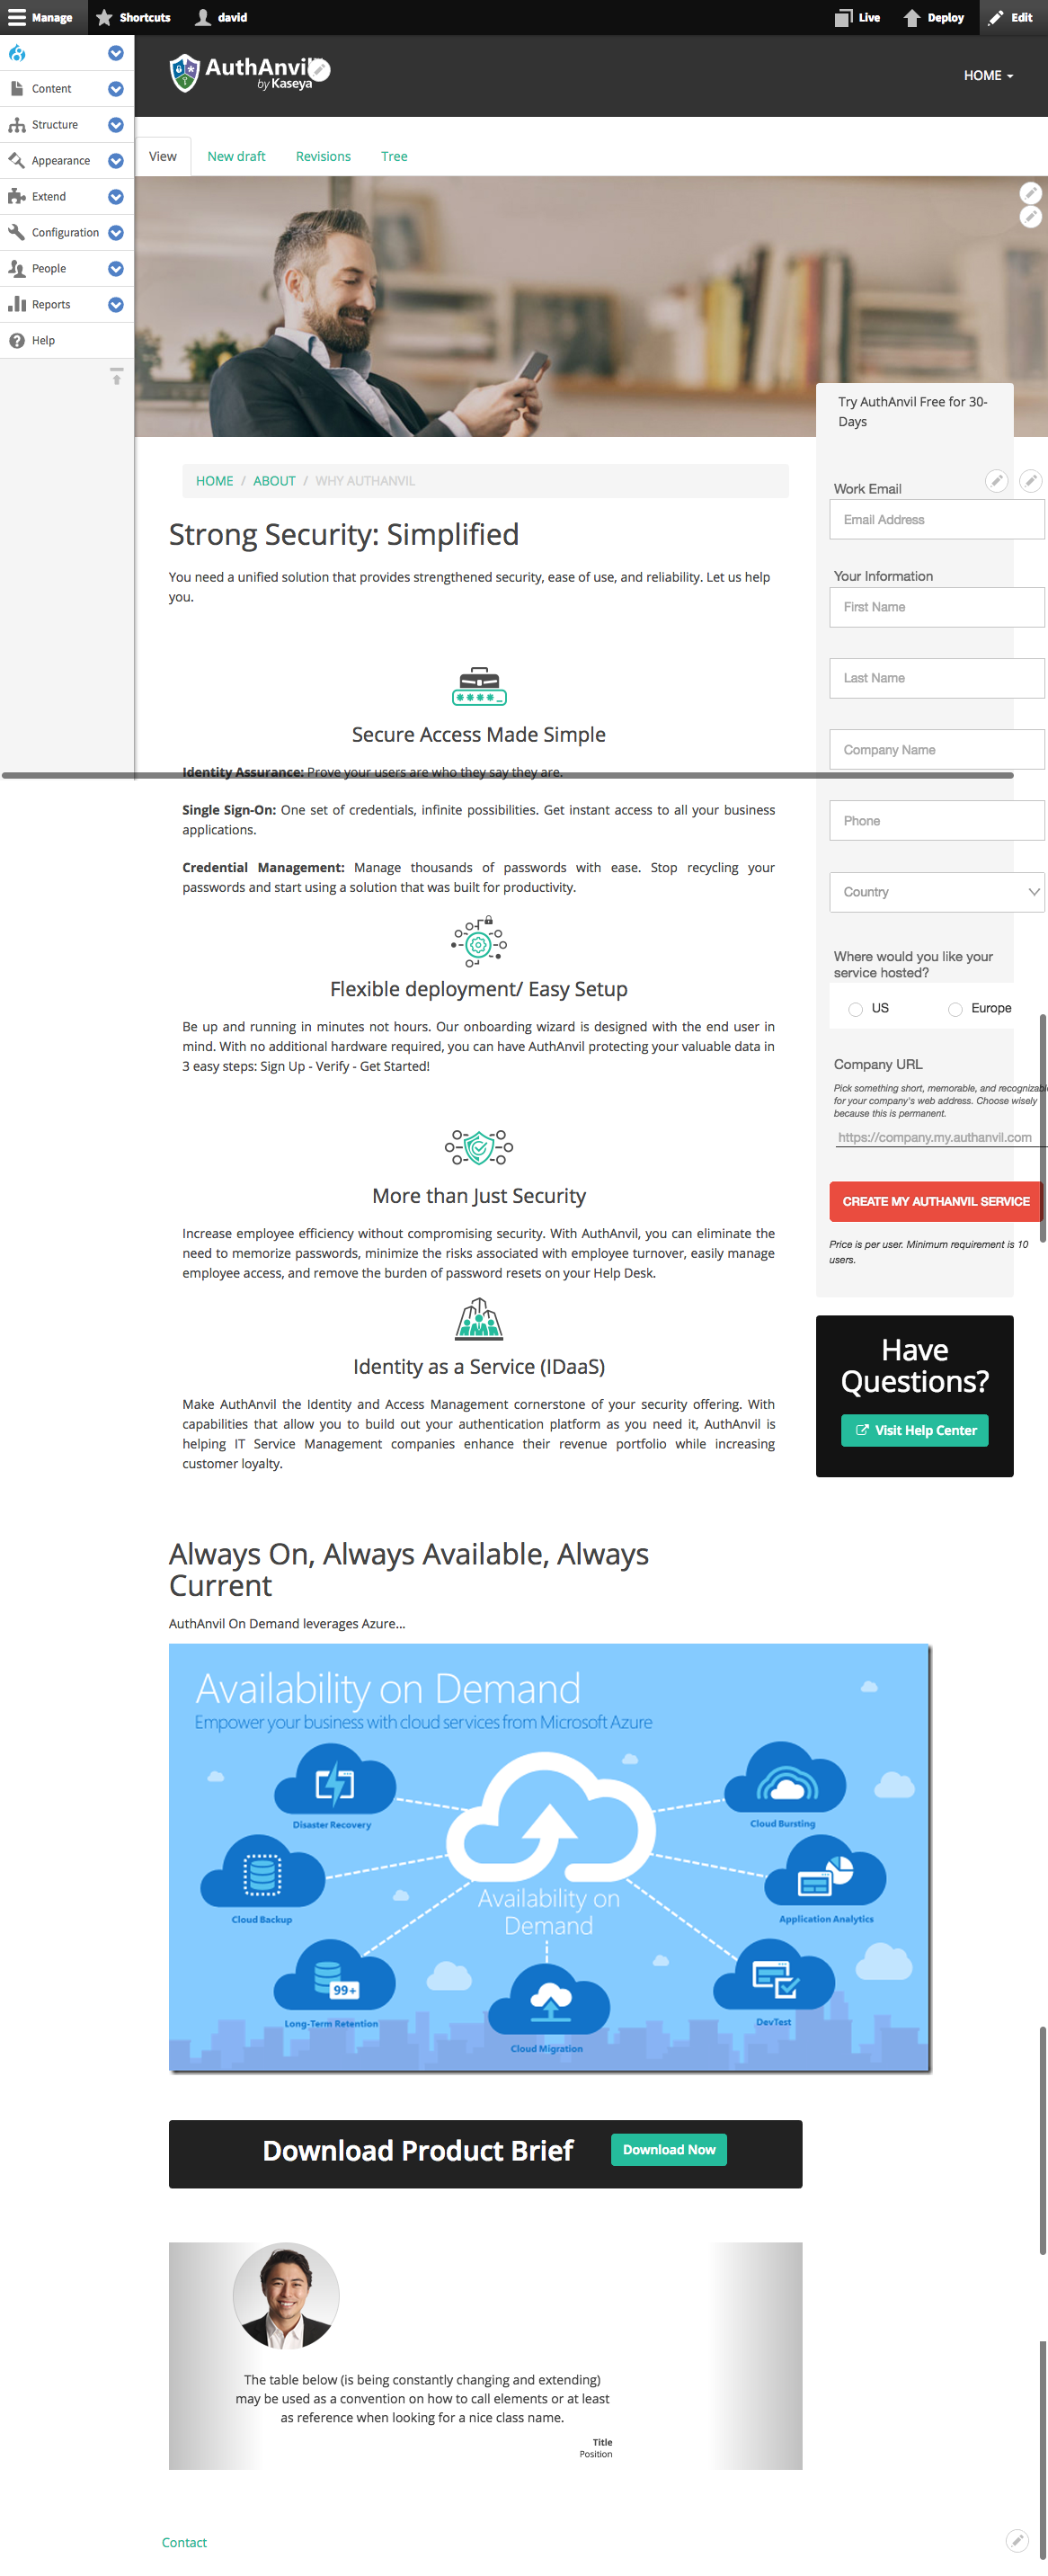 Manage
Shortcuts
david
Live
Deploy
Edit
Content
Structure
Appearance
Extend
Configuration
People
Reports
Help
AuthAnvil
by Kaseya
HOME
View
New draft
Revisions
Tree
HOME / ABOUT / WHY AUTHANVIL
Strong Security: Simplified
You need a unified solution that provides strengthened security, ease of use, and reliability. Let us help
you.
Secure Access Made Simple
Identity Assurance: Prove your users are who they say they are.
Single Sign-On: One set of credentials, infinite possibilities. Get instant access to all your business
applications.
Credential Management: Manage thousands of passwords with ease. Stop recycling your
passwords and start using a solution that was built for productivity.
Flexible deployment/ Easy Setup
Be up and running in minutes not hours. Our onboarding wizard is designed with the end user in
mind. With no additional hardware required, you can have AuthAnvil protecting your valuable data in
3 easy steps: Sign Up - Verify - Get Started!
More than Just Security
Increase employee efficiency without compromising security. With AuthAnvil, you can eliminate the
need to memorize passwords, minimize the risks associated with employee turnover, easily manage
employee access, and remove the burden of password resets on your Help Desk.
Identity as a Service (IDaaS)
Make AuthAnvil the Identity and Access Management cornerstone of your security offering. With
capabilities that allow you to build out your authentication platform as you need it, AuthAnvil is
helping IT Service Management companies enhance their revenue portfolio while increasing
customer loyalty.
Try AuthAnvil Free for 30-
Days
Work Email
Email Address
Your Information
First Name
Last Name
Company Name
Phone
Country
Where would you like your
service hosted?
US
Europe
Company URL
Pick something short, memorable, and recognizabl
for your company's web address. Choose wisely
because this is permanent.
https://company.my.authanvil.com
CREATE MY AUTHANVIL SERVICE
Price is per user. Minimum requirement is 10
users.
Have
Questions?
Visit Help Center
Always On, Always Available, Always
Current
AuthAnvil On Demand leverages Azure...
Availability on Demand
Empower your business with cloud services from Microsoft Azure
Disaster Recovery
Cloud Bursting
Cloud Backup
Availability on
Demand
Application Analytics
99+
Long-Term Retention
DevTest
Cloud Migration
Download Product Brief
Download Now
The table below (is being constantly changing and extending)
may be used as a convention on how to call elements or at least
as reference when looking for a nice class name.
Title
Position
Contact